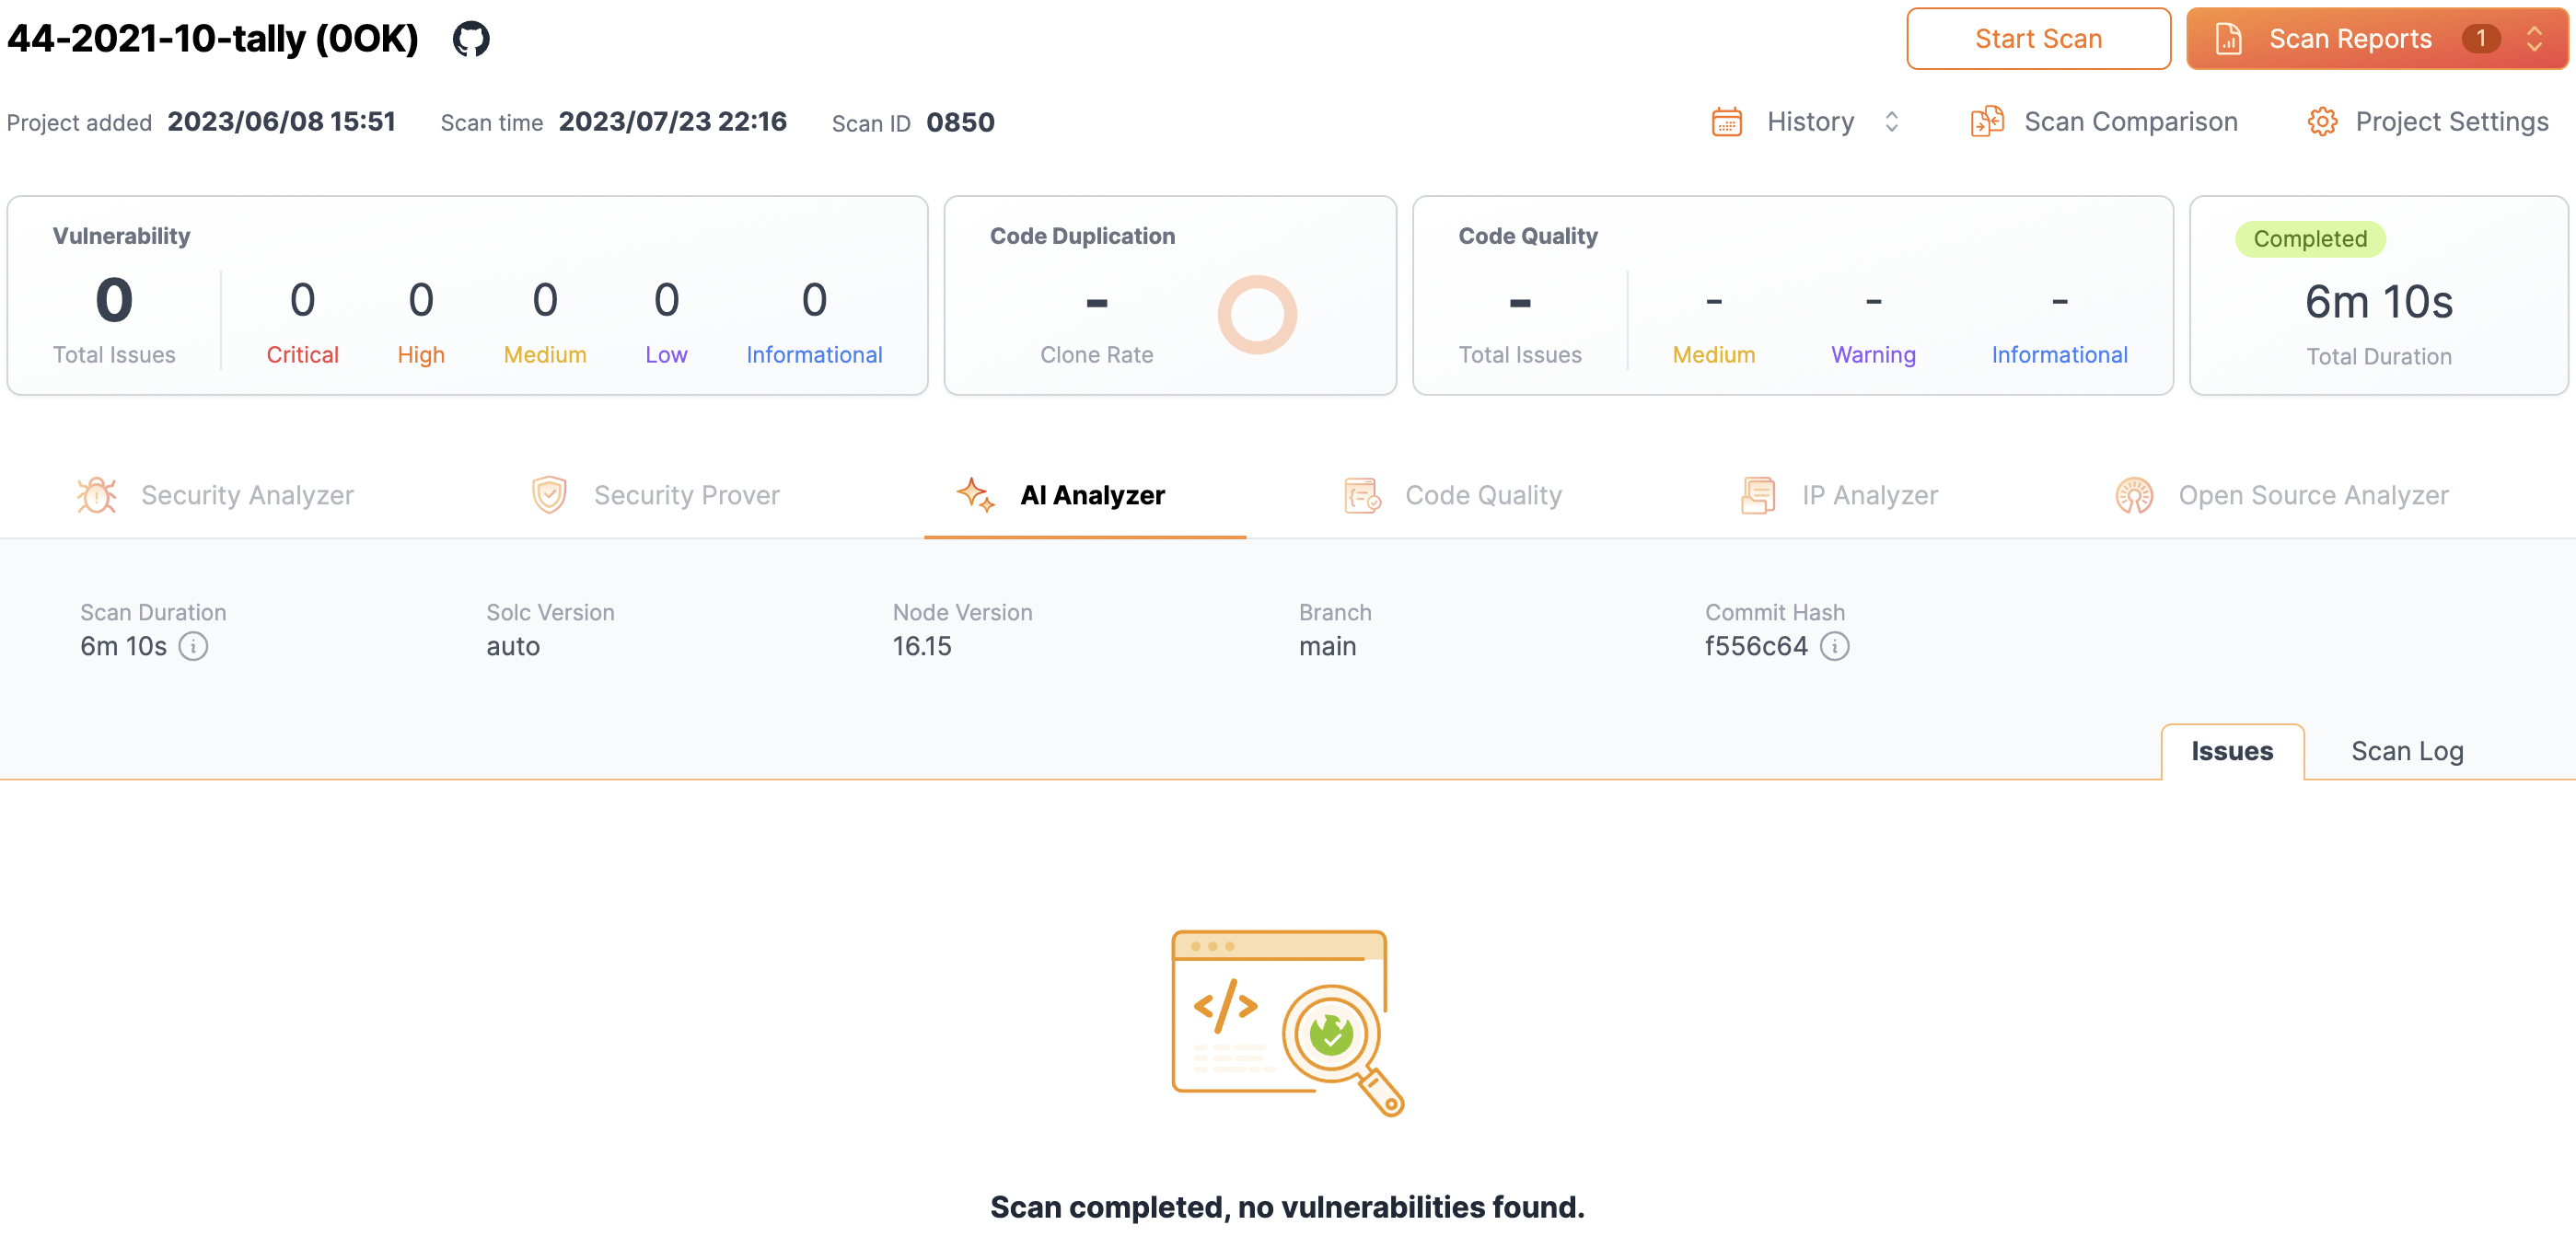 44-2021-10-tally (0OK)
Start Scan
Scan Reports 1
Project added 2023/06/08 15:51 Scan time 2023/07/23 22:16 Scan ID 0850
History Scan Comparison Project Settings
Vulnerability
0 0 0 0 0 0
Total Issues Critical High Medium Low Informational
Code Duplication
-
Clone Rate
Code Quality
- - - -
Total Issues Medium Warning Informational
Completed
6m 10s
Total Duration
Security Analyzer Security Prover AI Analyzer Code Quality IP Analyzer Open Source Analyzer
Scan Duration Solc Version Node Version Branch Commit Hash
6m 10s auto 16.15 main f556c64
Issues Scan Log
</>
Scan completed, no vulnerabilities found.